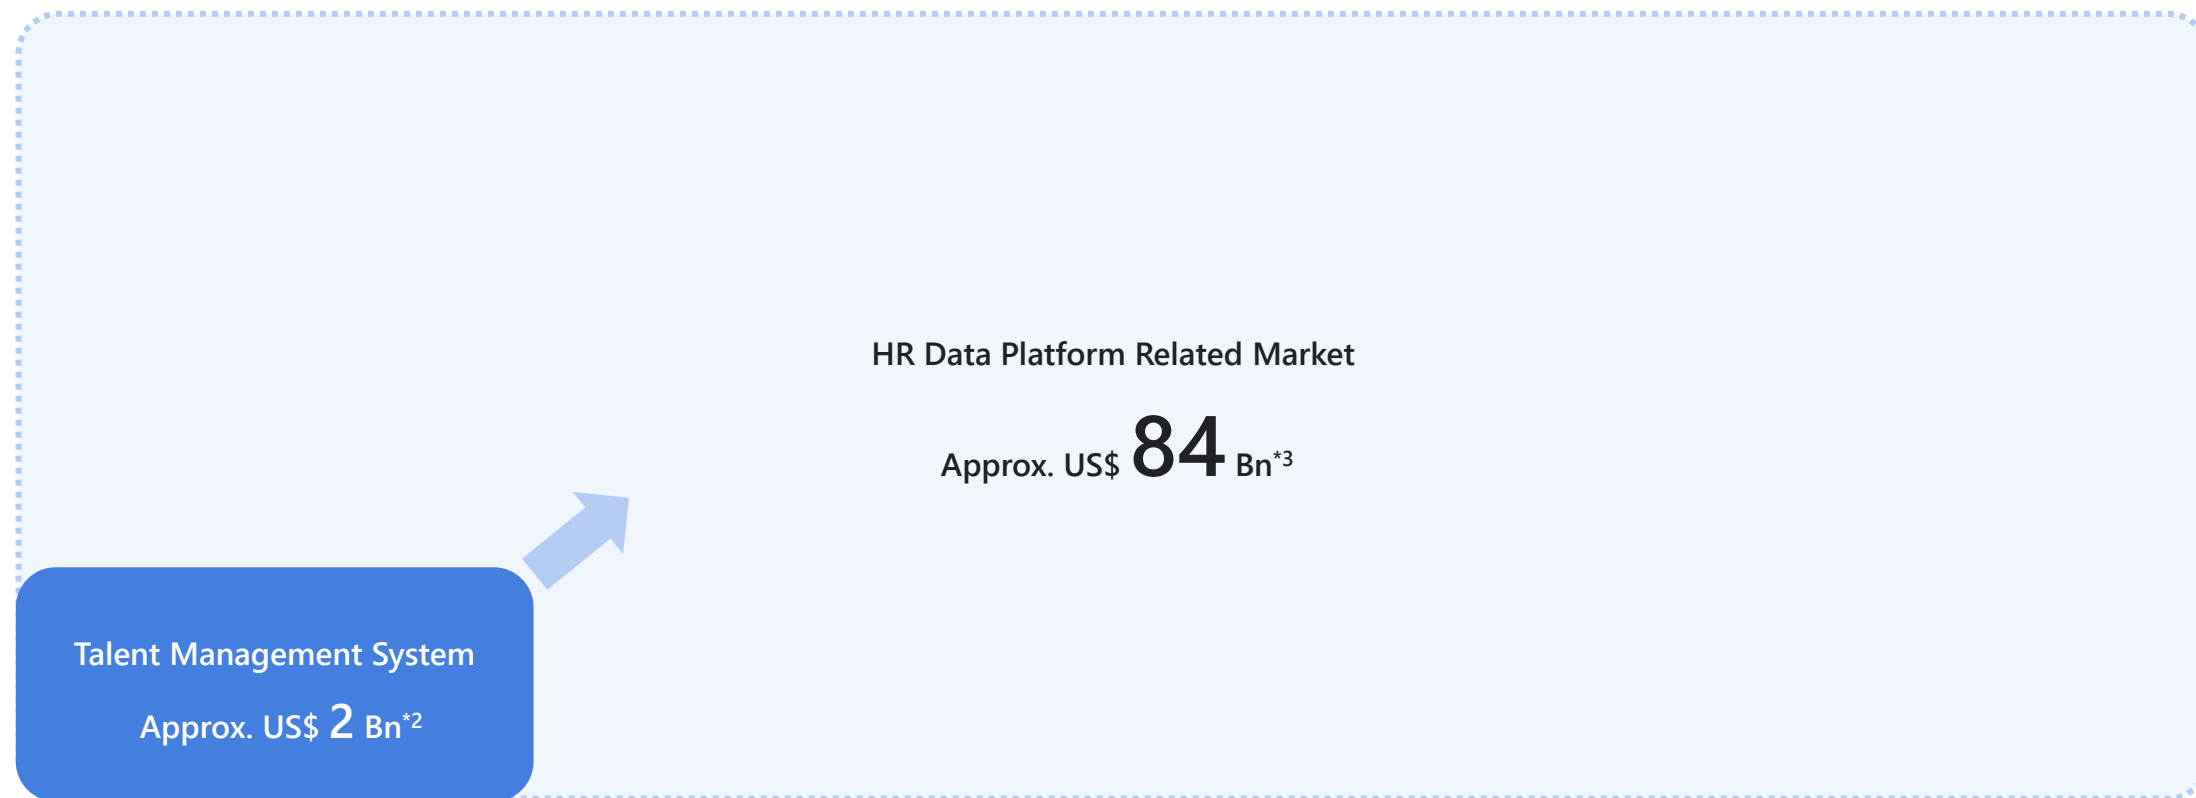 HR Data Platform Related Market
Approx. US$ 84 Bn*3
Talent Management System
Approx. US$ 2 Bn*2